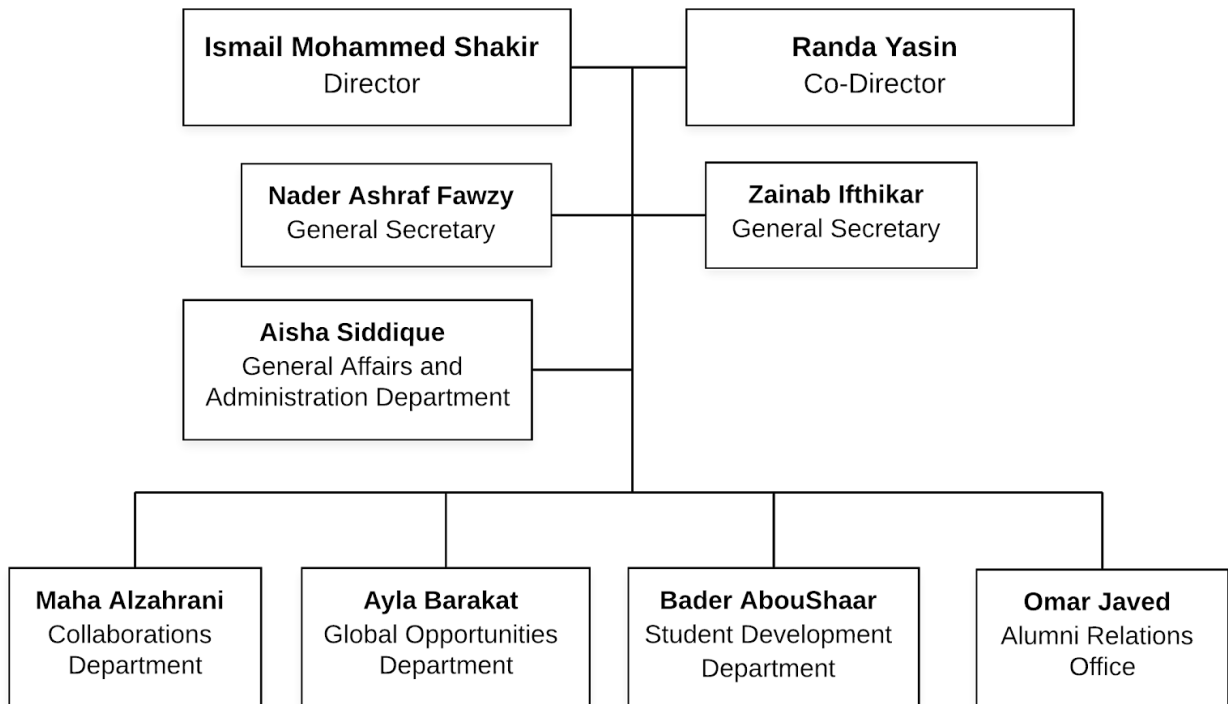 Ismail Mohammed Shakir
Director
Randa Yasin
Co-Director
Nader Ashraf Fawzy
General Secretary
Zainab Ifthikar
General Secretary
Aisha Siddique
General Affairs and
Administration Department
Maha Alzahrani
Collaborations
Department
Ayla Barakat
Global Opportunities
Department
Bader AbouShaar
Student Development
Department
Omar Javed
Alumni Relations
Office